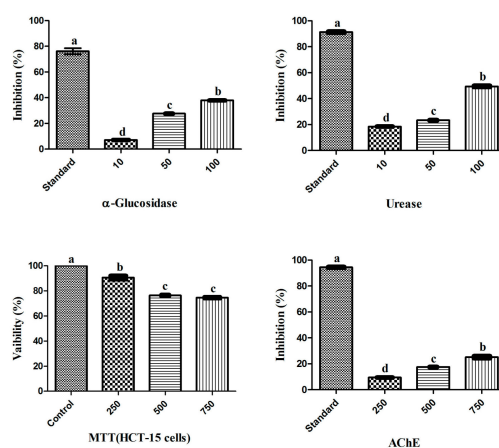 Inhibition (%)
100
80
60
40
20
0
a
d
c
b
Standard
10
50
100
α-Glucosidase
Inhibition (%)
100
80
60
40
20
0
a
d
c
b
Standard
10
50
100
Urease
Vaibility (%)
100
80
60
40
20
0
a
b
c
c
Control
250
500
750
MTT(HCT-15 cells)
Inhibition (%)
100
80
60
40
20
0
a
d
c
b
Standard
250
500
750
AChE